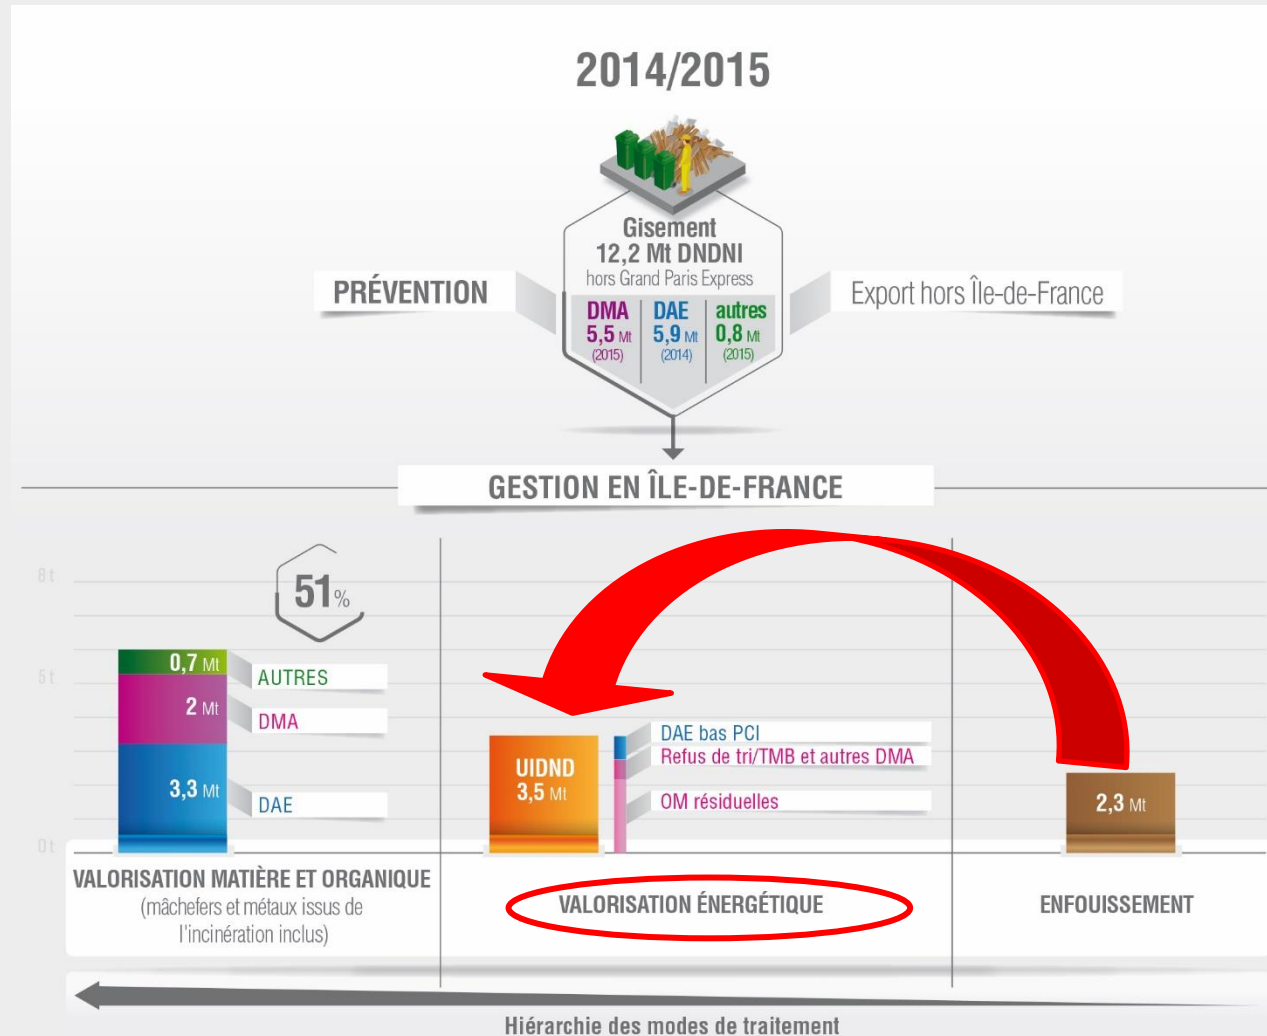 2014/2015
Gisement
12,2 Mt DNDNI
hors Grand Paris Express
PRÉVENTION
Export hors Île-de-France
DMA
5,5 Mt
(2015)
DAE
5,9 Mt
(2014)
autres
0,8 Mt
(2015)
GESTION EN ÎLE-DE-FRANCE
51%
5 t
0 t
0,7 Mt
AUTRES
2 Mt
DMA
3,3 Mt
DAE
UIDND
3,5 Mt
DAE bas PCI
Refus de tri/TMB et autres DMA
OM résiduelles
2,3 Mt
VALORISATION MATIÈRE ET ORGANIQUE
(mâchefers et métaux issus de
l'incinération inclus)
VALORISATION ÉNERGÉTIQUE
ENFOUISSEMENT
Hiérarchie des modes de traitement